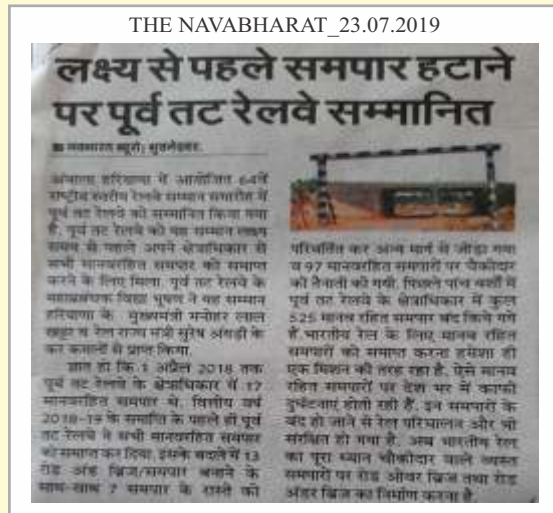 THE NAVABHARAT_23.07.2019
लक्ष्य से पहले समपार हटाने
पर पूर्व तट रेलवे सम्मानित
नवभारत ब्यूरो, भुवनेश्वर.
अंबाला हरियाणा में आयोजित 64वें
राष्ट्रीय स्तरीय रेलवे सम्मान समारोह में
पूर्व तट रेलवे को सम्मानित किया गया
है. पूर्व तट रेलवे को यह सम्मान लक्ष्य
समय से पहले अपने क्षेत्राधिकार से
सभी मानवरहित समपार को समाप्त
करने के लिए मिला. पूर्व तट रेलवे के
महाप्रबंधक विद्या भूषण ने यह सम्मान
हरियाणा के मुख्यमंत्री मनोहर लाल
खट्टर व रेल राज्य मंत्री सुरेश अंगड़ी के
कर कमलों से प्राप्त किया.
ज्ञात हो कि 1 अप्रैल 2018 तक
पूर्व तट रेलवे के क्षेत्राधिकार में 17
मानवरहित समपार थे. वित्तीय वर्ष
2018-19 के समाप्ति के पहले ही पूर्व
तट रेलवे ने सभी मानवरहित समपार
को समाप्त कर दिया. इसके बदले में 13
रोड अंडर ब्रिज/सबपार बनाने के
साथ-साथ 7 समपार के रास्ते को
परिवर्तित कर अन्य मार्ग से जोड़ा गया
व 97 मानवरहित समपारों पर चौकीदार
की तैनाती की गयी. पिछले पांच वर्षों में
पूर्व तट रेलवे के क्षेत्राधिकार में कुल
525 मानव रहित समपार बंद किये गये
हैं. भारतीय रेल के लिए मानव रहित
समपारों को समाप्त करना हमेशा ही
एक मिशन की तरह रहा है. ऐसे मानव
रहित समपारों पर देश भर में काफी
दुर्घटनाएं होती रही हैं. इन समपारों के
बंद हो जाने से रेल परिचालन और भी
संरक्षित हो गया है. अब भारतीय रेल
का पूरा ध्यान चौकीदार वाले व्यस्त
समपारों पर रोड ओवर ब्रिज तथा रोड
अंडर ब्रिज का निर्माण करना है.